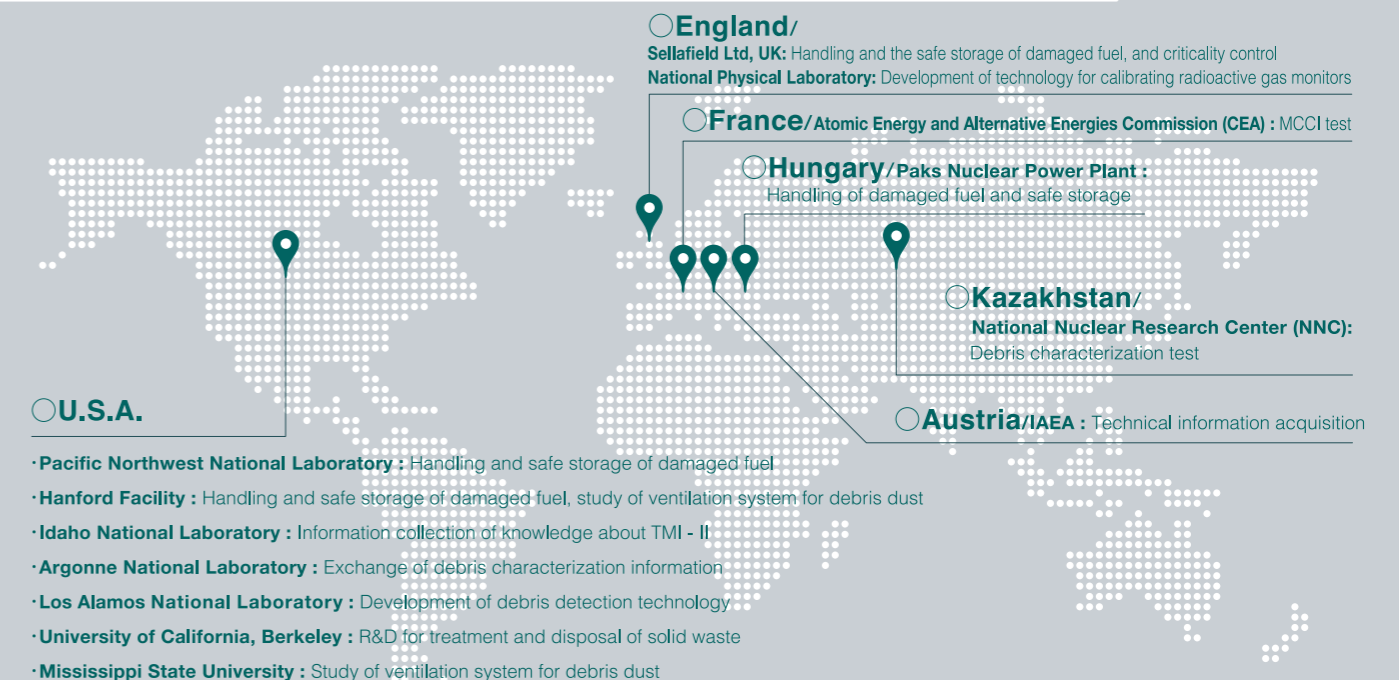 ○England/
Sellafield Ltd, UK: Handling and the safe storage of damaged fuel, and criticality control
National Physical Laboratory: Development of technology for calibrating radioactive gas monitors
○France/Atomic Energy and Alternative Energies Commission (CEA) : MCCI test
○Hungary/Paks Nuclear Power Plant :
Handling of damaged fuel and safe storage
○Kazakhstan/
National Nuclear Research Center (NNC):
Debris characterization test
○Austria/IAEA : Technical information acquisition
○U.S.A.
·Pacific Northwest National Laboratory : Handling and safe storage of damaged fuel
·Hanford Facility : Handling and safe storage of damaged fuel, study of ventilation system for debris dust
·Idaho National Laboratory : Information collection of knowledge about TMI - II
·Argonne National Laboratory : Exchange of debris characterization information
·Los Alamos National Laboratory : Development of debris detection technology
·University of California, Berkeley : R&D for treatment and disposal of solid waste
·Mississippi State University : Study of ventilation system for debris dust